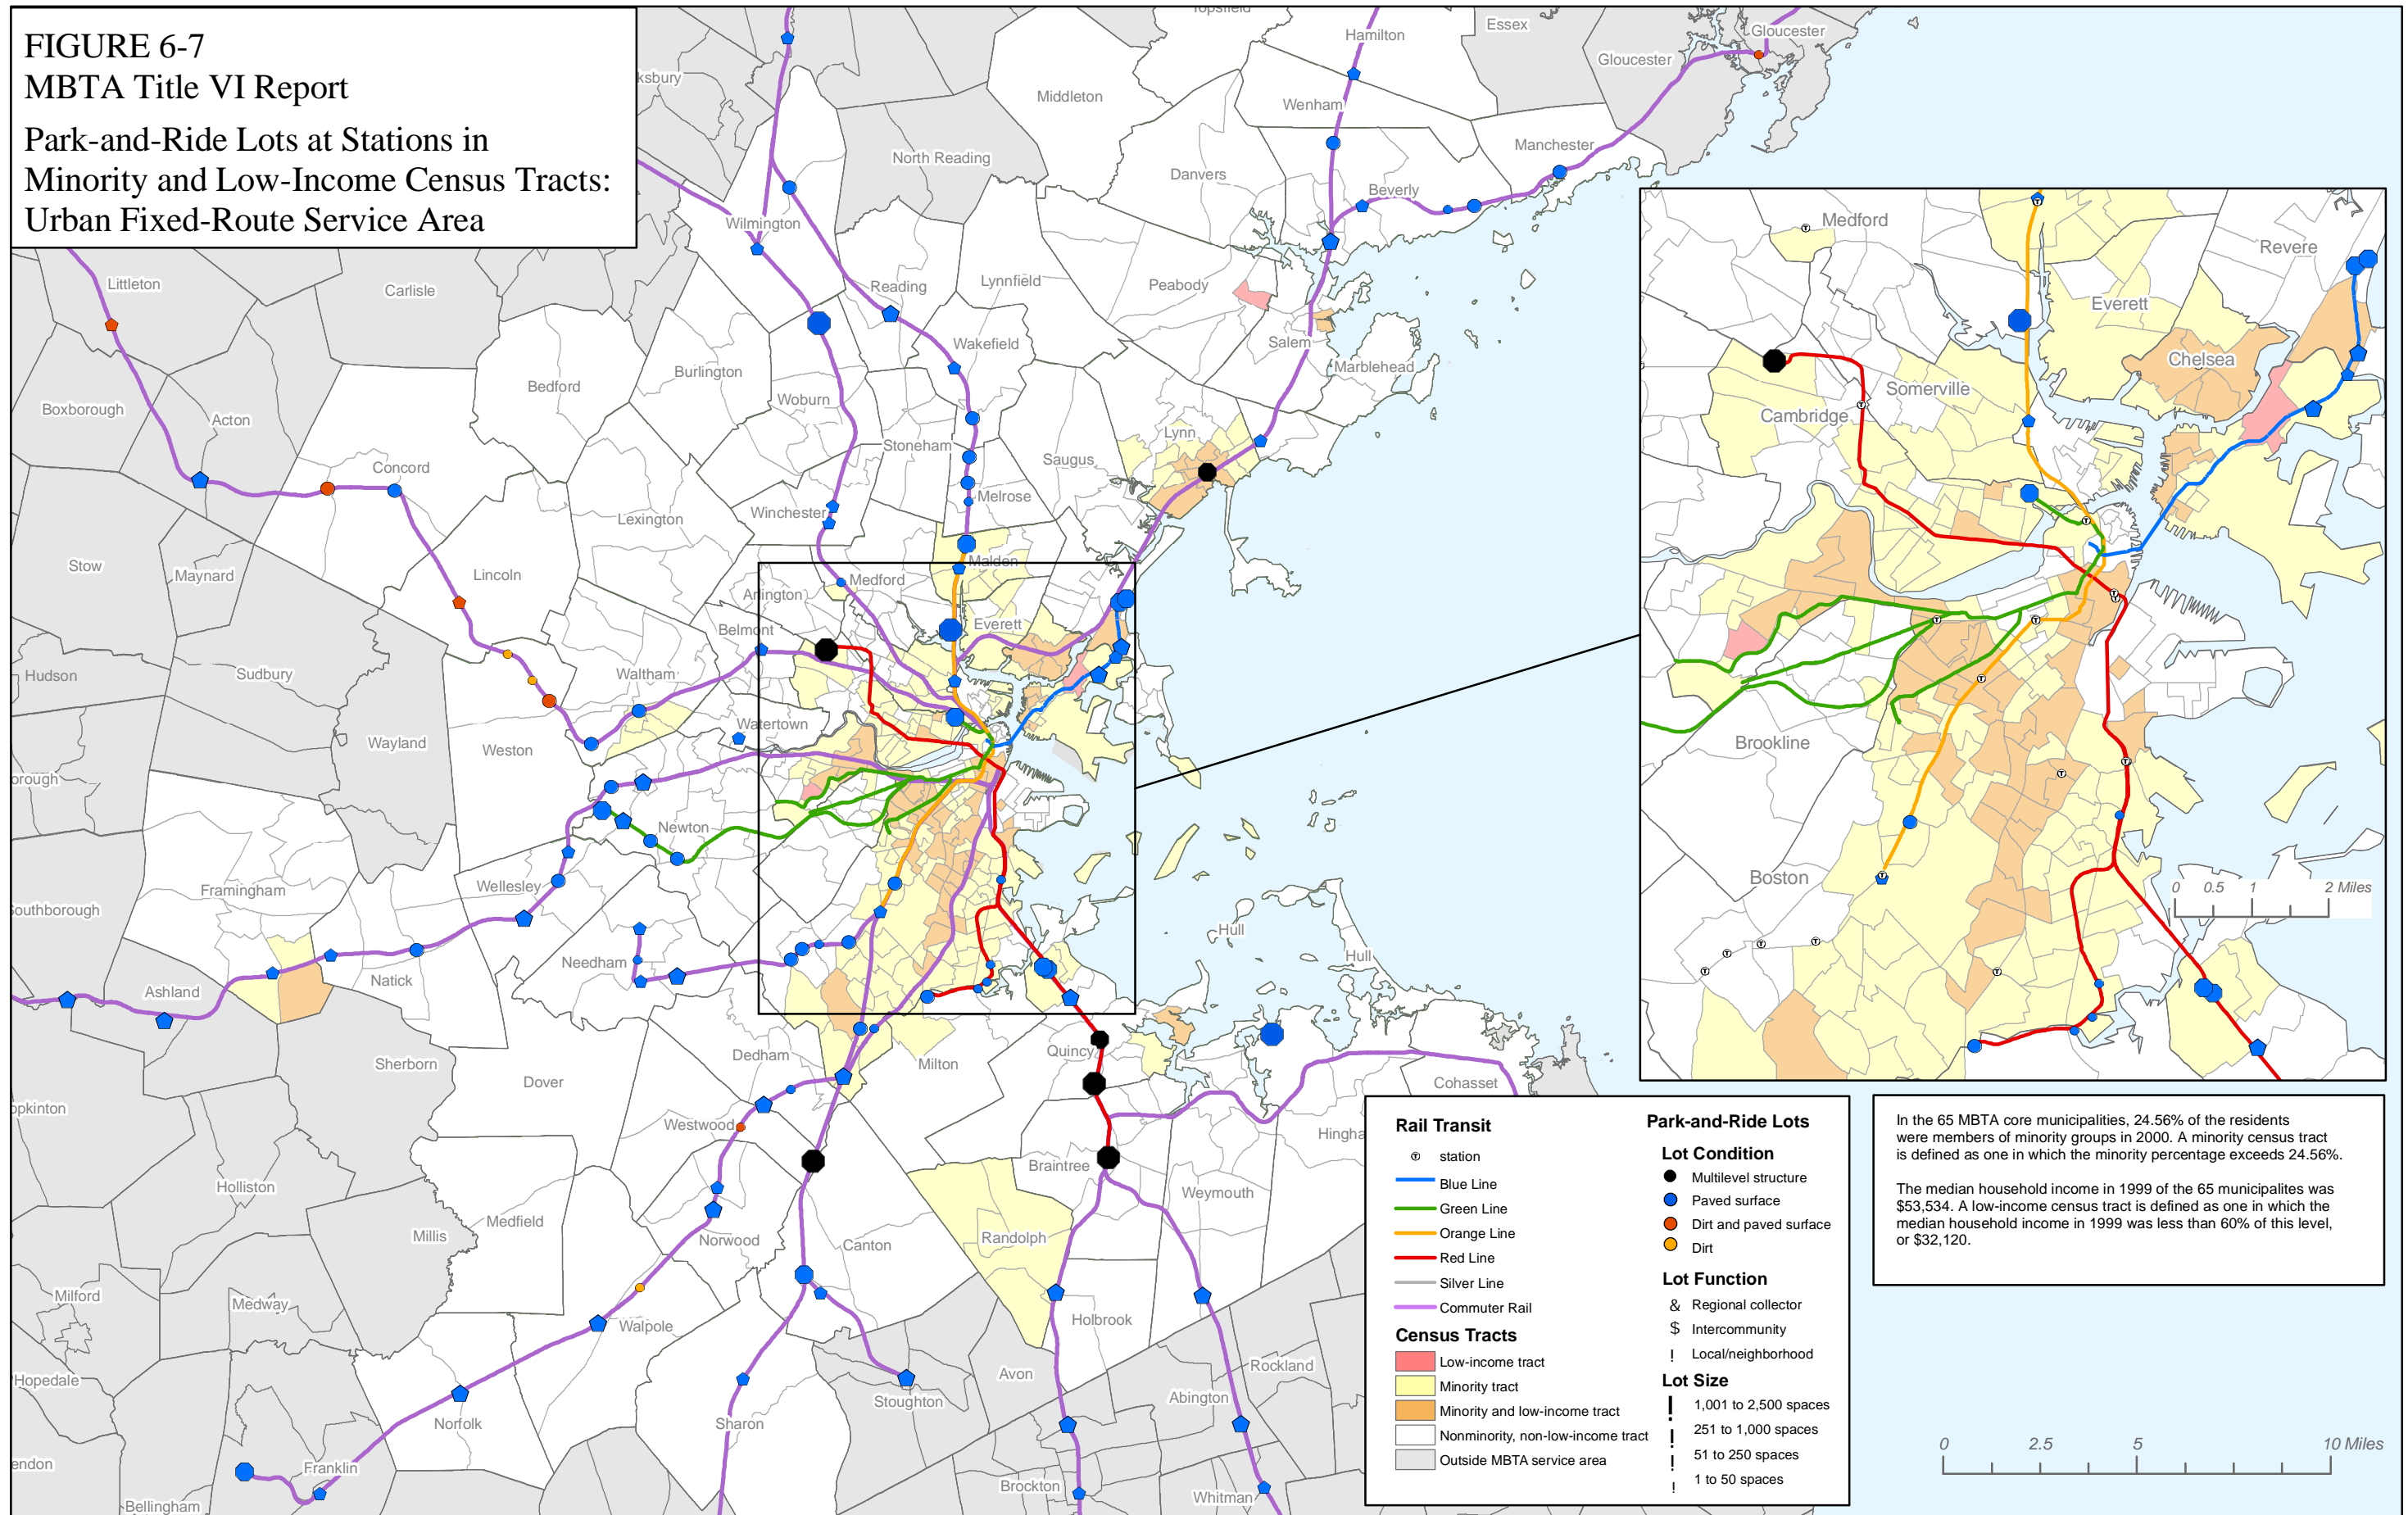 FIGURE 6-7
MBTA Title VI Report
Park-and-Ride Lots at Stations in
Minority and Low-Income Census Tracts:
Urban Fixed-Route Service Area
ksbury
Topsfield
Hamilton
Essex
Gloucester
Gloucester
Middleton
Wenham
Manchester
North Reading
Danvers
Beverly
Wilmington
Littleton
Carlisle
Reading
Lynnfield
Peabody
Wakefield
Salem
Marblehead
Bedford
Burlington
Woburn
Boxborough
Acton
Stoneham
Lynn
Saugus
Concord
Melrose
Winchester
Lexington
Stow
Maynard
Lincoln
Malden
Medford
Arlington
Everett
Belmont
Hudson
Sudbury
Waltham
Watertown
Wayland
Weston
orough
Newton
Framingham
Wellesley
Southborough
Hull
Hull
Needham
Natick
Ashland
Sherborn
Dedham
Milton
Quincy
Dover
Cohasset
opkinton
Westwood
Hingha
Braintree
Weymouth
Holliston
Medfield
Millis
Norwood
Canton
Randolph
Milford
Medway
Walpole
Holbrook
Hopedale
Avon
Rockland
Stoughton
Abington
Norfolk
Sharon
endon
Franklin
Bellingham
Brockton
Whitman
Medford
Revere
Everett
Chelsea
Somerville
Cambridge
Brookline
Boston
0 0.5 1 2 Miles
Rail Transit
station
Blue Line
Green Line
Orange Line
Red Line
Silver Line
Commuter Rail
Census Tracts
Low-income tract
Minority tract
Minority and low-income tract
Nonminority, non-low-income tract
Outside MBTA service area
Park-and-Ride Lots
Lot Condition
Multilevel structure
Paved surface
Dirt and paved surface
Dirt
Lot Function
& Regional collector
$ Intercommunity
! Local/neighborhood
Lot Size
! 1,001 to 2,500 spaces
! 251 to 1,000 spaces
! 51 to 250 spaces
! 1 to 50 spaces
In the 65 MBTA core municipalities, 24.56% of the residents
were members of minority groups in 2000. A minority census tract
is defined as one in which the minority percentage exceeds 24.56%.
The median household income in 1999 of the 65 municipalites was
$53,534. A low-income census tract is defined as one in which the
median household income in 1999 was less than 60% of this level,
or $32,120.
0 2.5 5 10 Miles